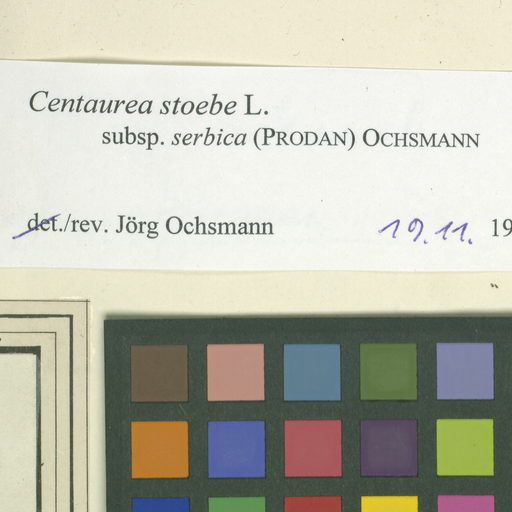 Centaurea stoebe L.
subsp. serbica (PRODAN) OCHSMANN
det./rev. Jörg Ochsmann 19.11. 19